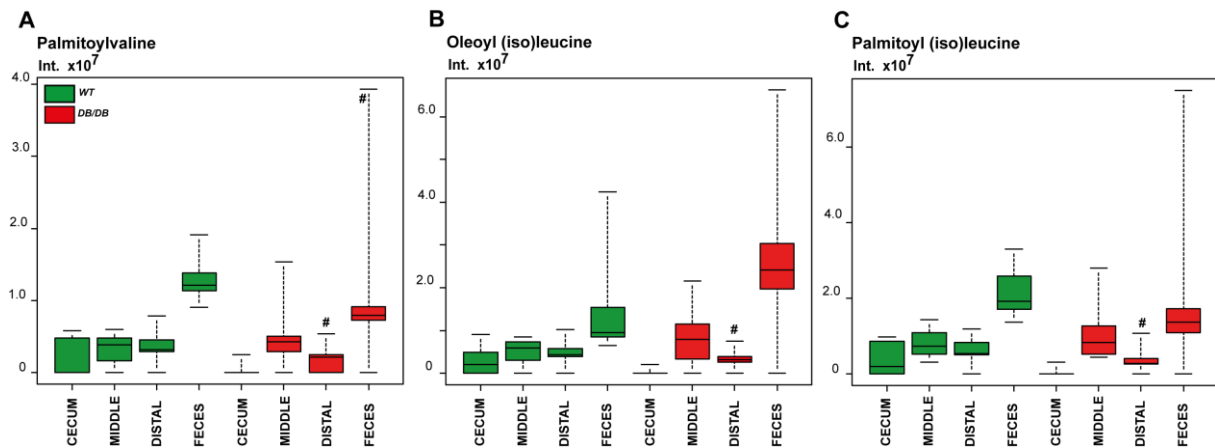 A
Palmitoylvaline
Int. x10^7
4.0
3.0
2.0
1.0
0
WT
DB/DB
#
#
CECUM
MIDDLE
DISTAL
FECES
CECUM
MIDDLE
DISTAL
FECES
B
Oleoyl (iso)leucine
Int. x10^7
6.0
4.0
2.0
0
#
CECUM
MIDDLE
DISTAL
FECES
CECUM
MIDDLE
DISTAL
FECES
C
Palmitoyl (iso)leucine
Int. x10^7
6.0
4.0
2.0
0
#
CECUM
MIDDLE
DISTAL
FECES
CECUM
MIDDLE
DISTAL
FECES